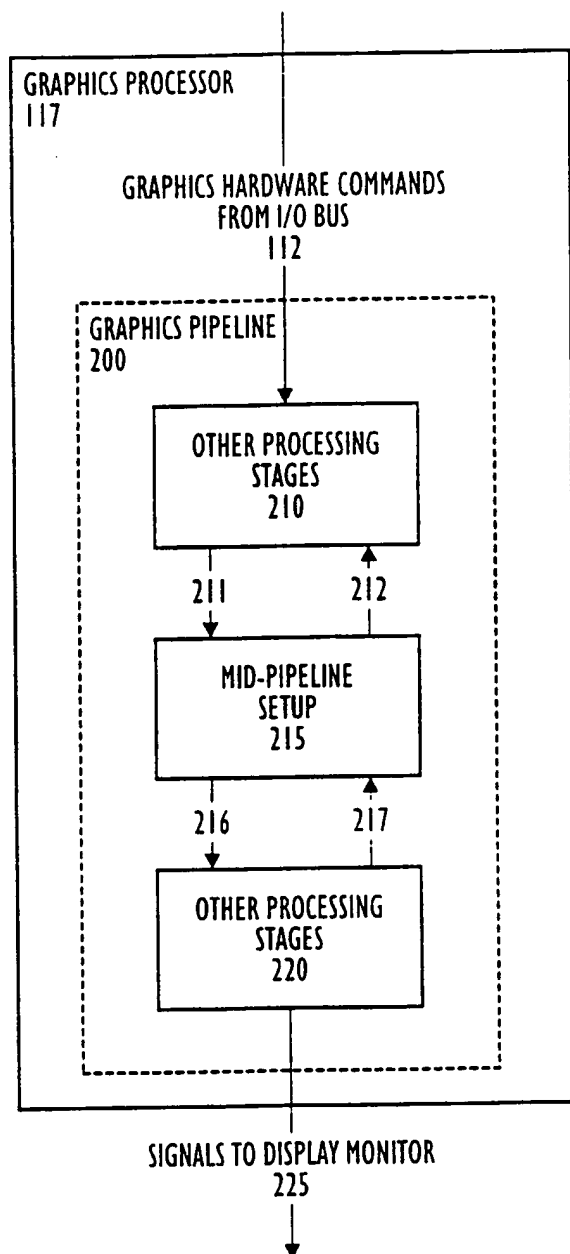 GRAPHICS PROCESSOR
117
GRAPHICS HARDWARE COMMANDS
FROM I/O BUS
112
GRAPHICS PIPELINE
200
OTHER PROCESSING
STAGES
210
211
212
MID-PIPELINE
SETUP
215
216
217
OTHER PROCESSING
STAGES
220
SIGNALS TO DISPLAY MONITOR
225